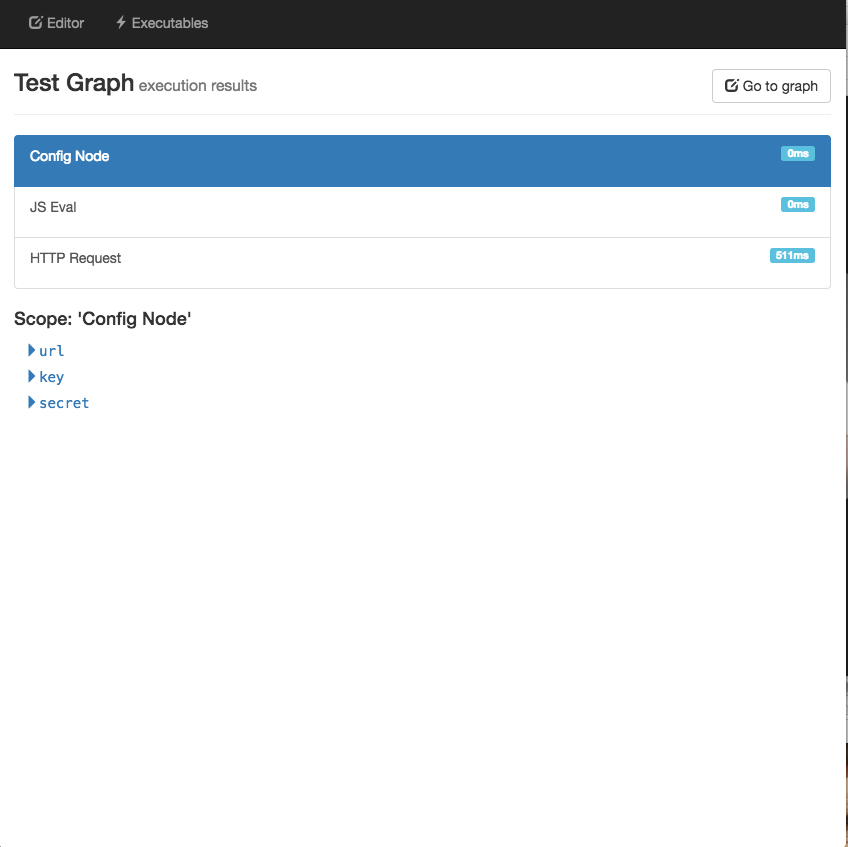 Editor Executables
Test Graph execution results
Go to graph
Config Node 0ms
JS Eval 0ms
HTTP Request 511ms
Scope: 'Config Node'
url
key
secret